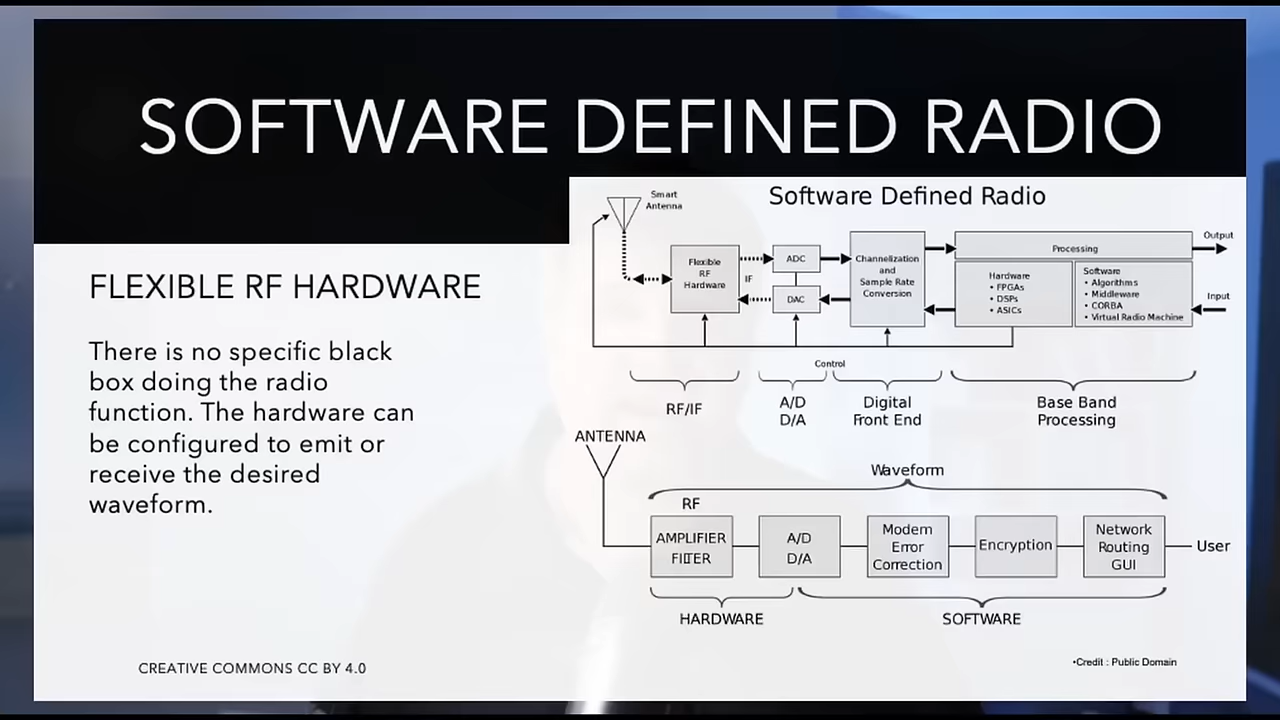 SOFTWARE DEFINED RADIO
FLEXIBLE RF HARDWARE
There is no specific black
box doing the radio
function. The hardware can
be configured to emit or
receive the desired
waveform.
CREATIVE COMMONS CC BY 4.0
Software Defined Radio
Smart
Antenna
Flexible
RF
Hardware
IF
ADC
DAC
Channelization
and
Sample Rate
Conversion
Processing
Hardware
• FPGAs
• DSPs
• ASICs
Software
• Algorithms
• Middleware
• CORBA
• Virtual Radio Machine
Output
Input
Control
RF/IF
A/D
D/A
Digital
Front End
Base Band
Processing
ANTENNA
Waveform
RF
AMPLIFIER
FILTER
A/D
D/A
Modem
Error
Correction
Encryption
Network
Routing
GUI
User
HARDWARE
SOFTWARE
•Credit : Public Domain